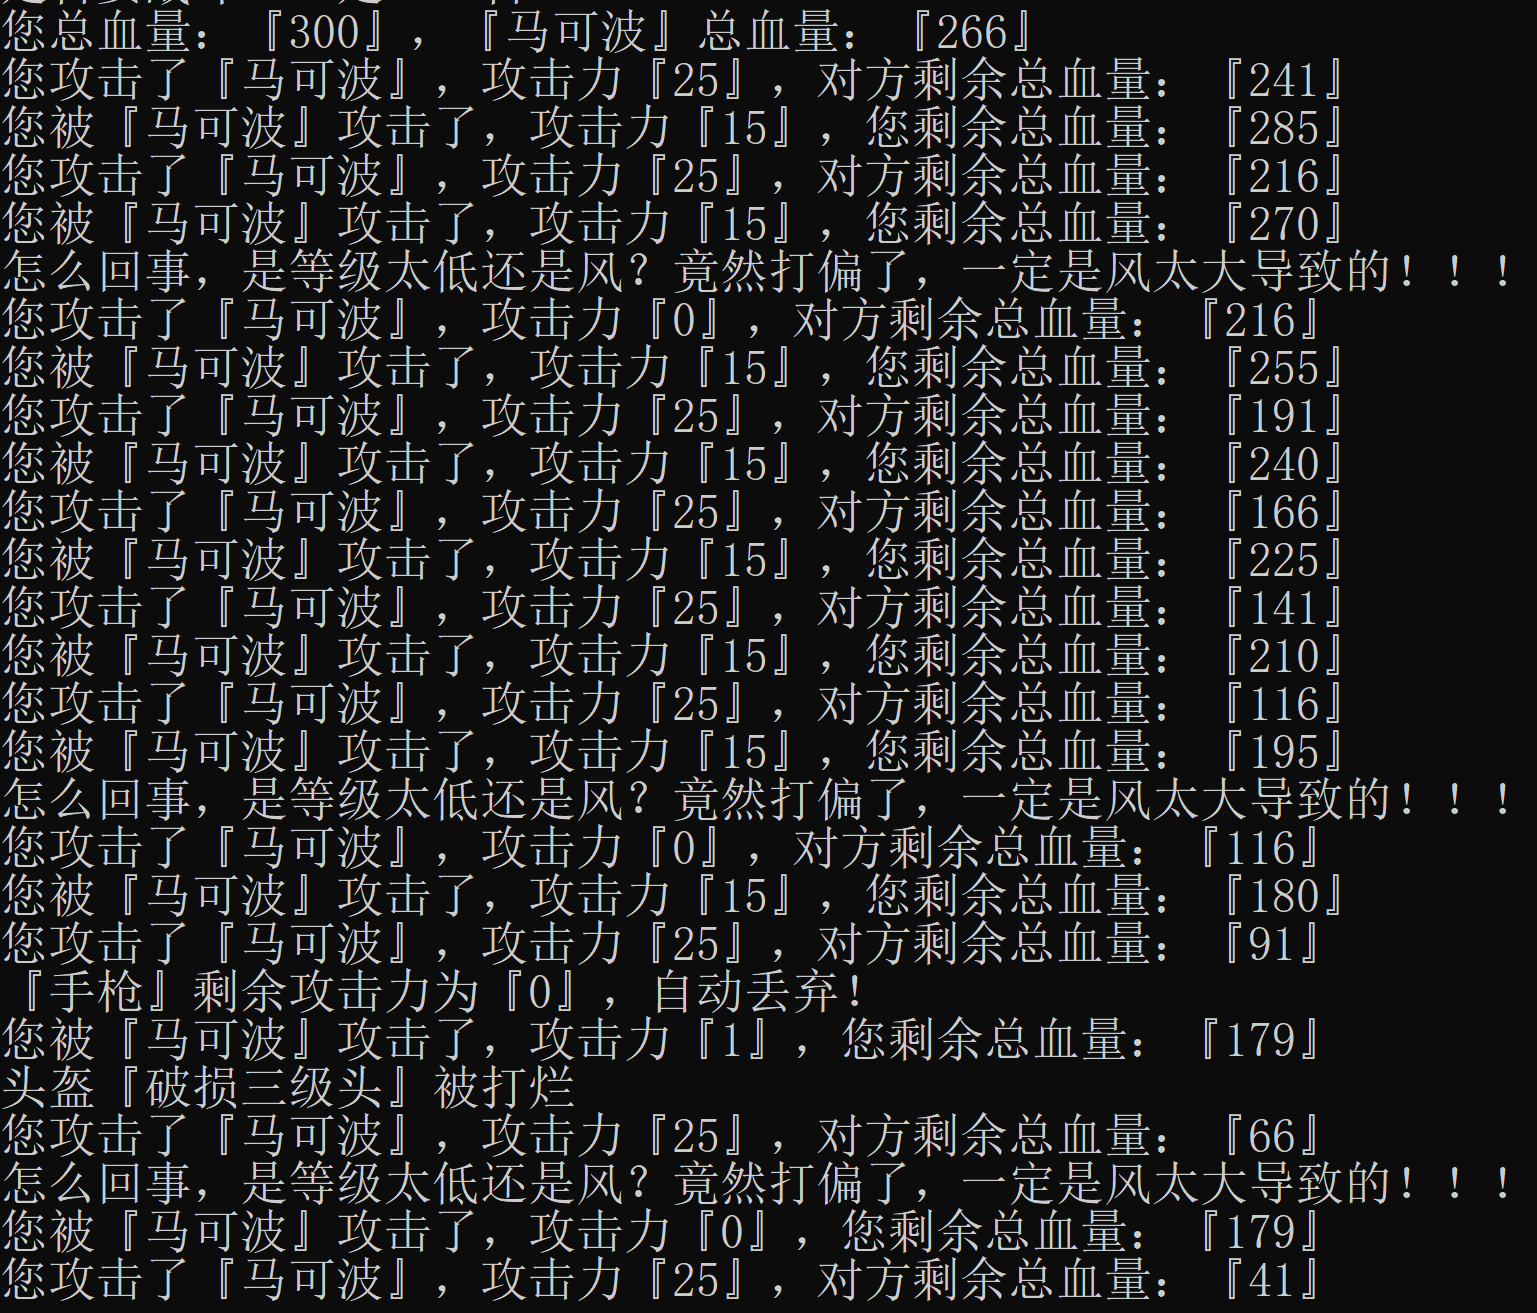 您总血量：『300』，『马可波』总血量：『266』
您攻击了『马可波』，攻击力『25』，对方剩余总血量：『241』
您被『马可波』攻击了，攻击力『15』，您剩余总血量：『285』
您攻击了『马可波』，攻击力『25』，对方剩余总血量：『216』
您被『马可波』攻击了，攻击力『15』，您剩余总血量：『270』
怎么回事，是等级太低还是风？竟然打偏了，一定是风太大导致的！！！
您攻击了『马可波』，攻击力『0』，对方剩余总血量：『216』
您被『马可波』攻击了，攻击力『15』，您剩余总血量：『255』
您攻击了『马可波』，攻击力『25』，对方剩余总血量：『191』
您被『马可波』攻击了，攻击力『15』，您剩余总血量：『240』
您攻击了『马可波』，攻击力『25』，对方剩余总血量：『166』
您被『马可波』攻击了，攻击力『15』，您剩余总血量：『225』
您攻击了『马可波』，攻击力『25』，对方剩余总血量：『141』
您被『马可波』攻击了，攻击力『15』，您剩余总血量：『210』
您攻击了『马可波』，攻击力『25』，对方剩余总血量：『116』
您被『马可波』攻击了，攻击力『15』，您剩余总血量：『195』
怎么回事，是等级太低还是风？竟然打偏了，一定是风太大导致的！！！
您攻击了『马可波』，攻击力『0』，对方剩余总血量：『116』
您被『马可波』攻击了，攻击力『15』，您剩余总血量：『180』
您攻击了『马可波』，攻击力『25』，对方剩余总血量：『91』
『手枪』剩余攻击力为『0』，自动丢弃！
您被『马可波』攻击了，攻击力『1』，您剩余总血量：『179』
头盔『破损三级头』被打烂
您攻击了『马可波』，攻击力『25』，对方剩余总血量：『66』
怎么回事，是等级太低还是风？竟然打偏了，一定是风太大导致的！！！
您被『马可波』攻击了，攻击力『0』，您剩余总血量：『179』
您攻击了『马可波』，攻击力『25』，对方剩余总血量：『41』